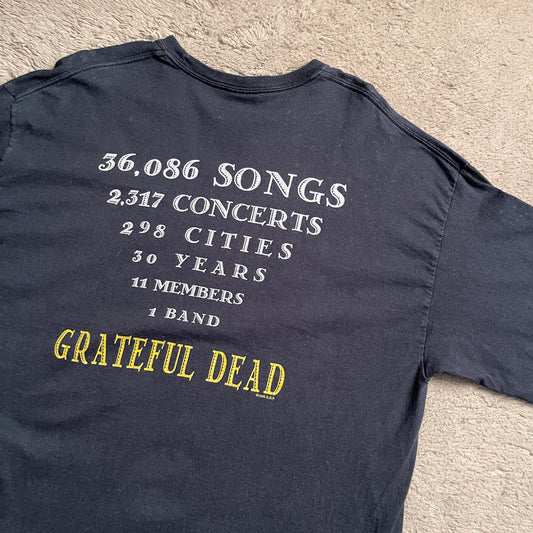 36,086 SONGS
2,317 CONCERTS
298 CITIES
30 YEARS
11 MEMBERS
1 BAND
GRATEFUL DEAD